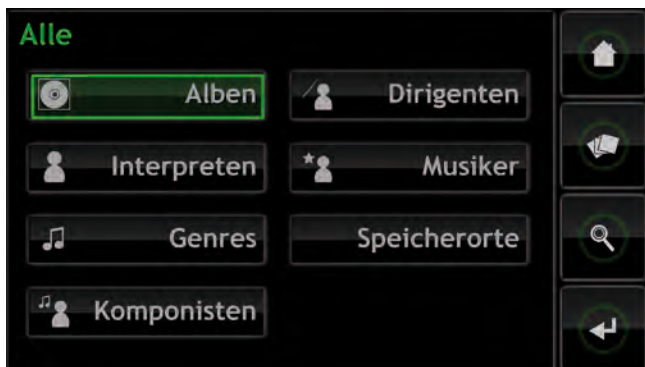 Alle
Alben
Dirigenten
Interpreten
Musiker
Genres
Speicherorte
Komponisten